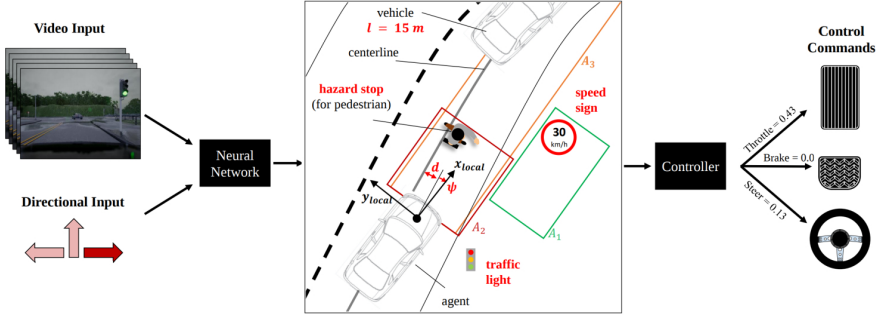 Video Input
Directional Input
Neural
Network
vehicle
l = 15 m
centerline
hazard stop
(for pedestrian)
A₃
speed
sign
30
km/h
d
x_local
ψ
y_local
A₂
A₁
traffic
light
agent
Controller
Control
Commands
Throttle = 0.43
Brake = 0.0
Steer = 0.13